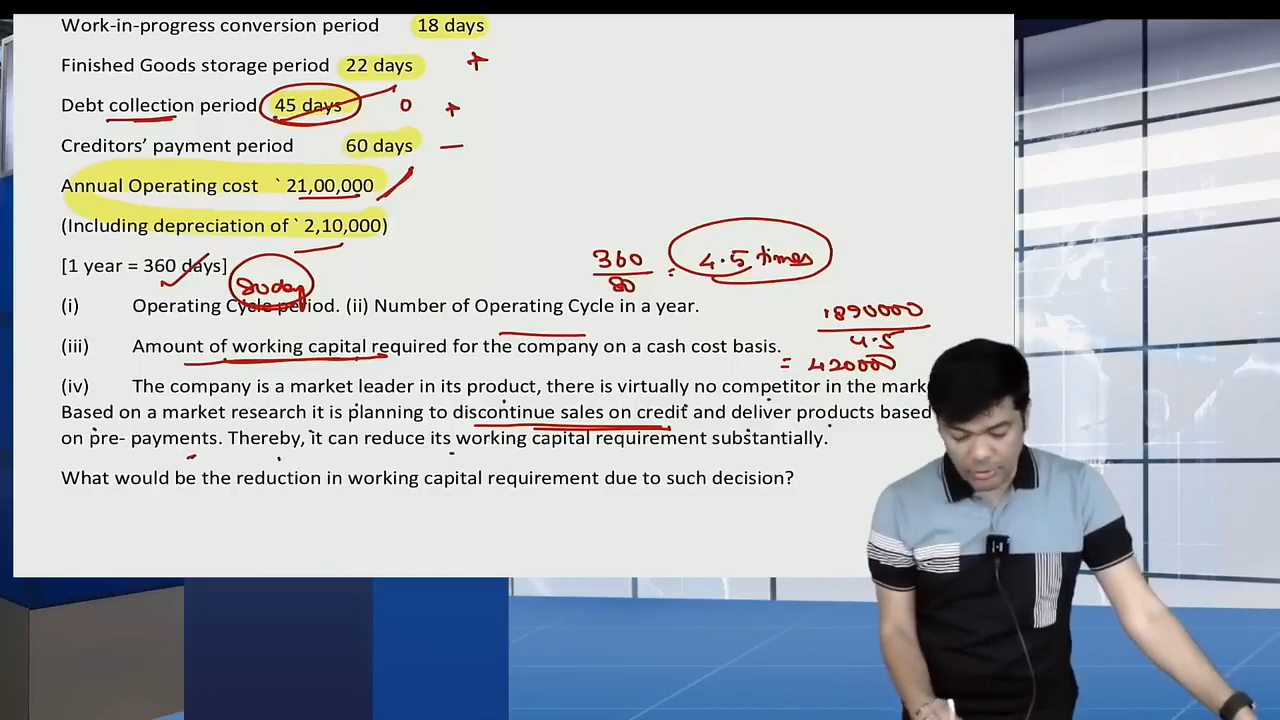 Work-in-progress conversion period 18 days
Finished Goods storage period 22 days +
Debt collection period 45 days 0 +
Creditors’ payment period 60 days —
Annual Operating cost ` 21,00,000
(Including depreciation of ` 2,10,000)
[1 year = 360 days]
80 day
360
80
= 4.5 times
(i) Operating Cycle period. (ii) Number of Operating Cycle in a year.
1890000
4.5
= 420000
(iii) Amount of working capital required for the company on a cash cost basis.
(iv) The company is a market leader in its product, there is virtually no competitor in the mark
Based on a market research it is planning to discontinue sales on credit and deliver products based
on pre- payments. Thereby, it can reduce its working capital requirement substantially.
What would be the reduction in working capital requirement due to such decision?